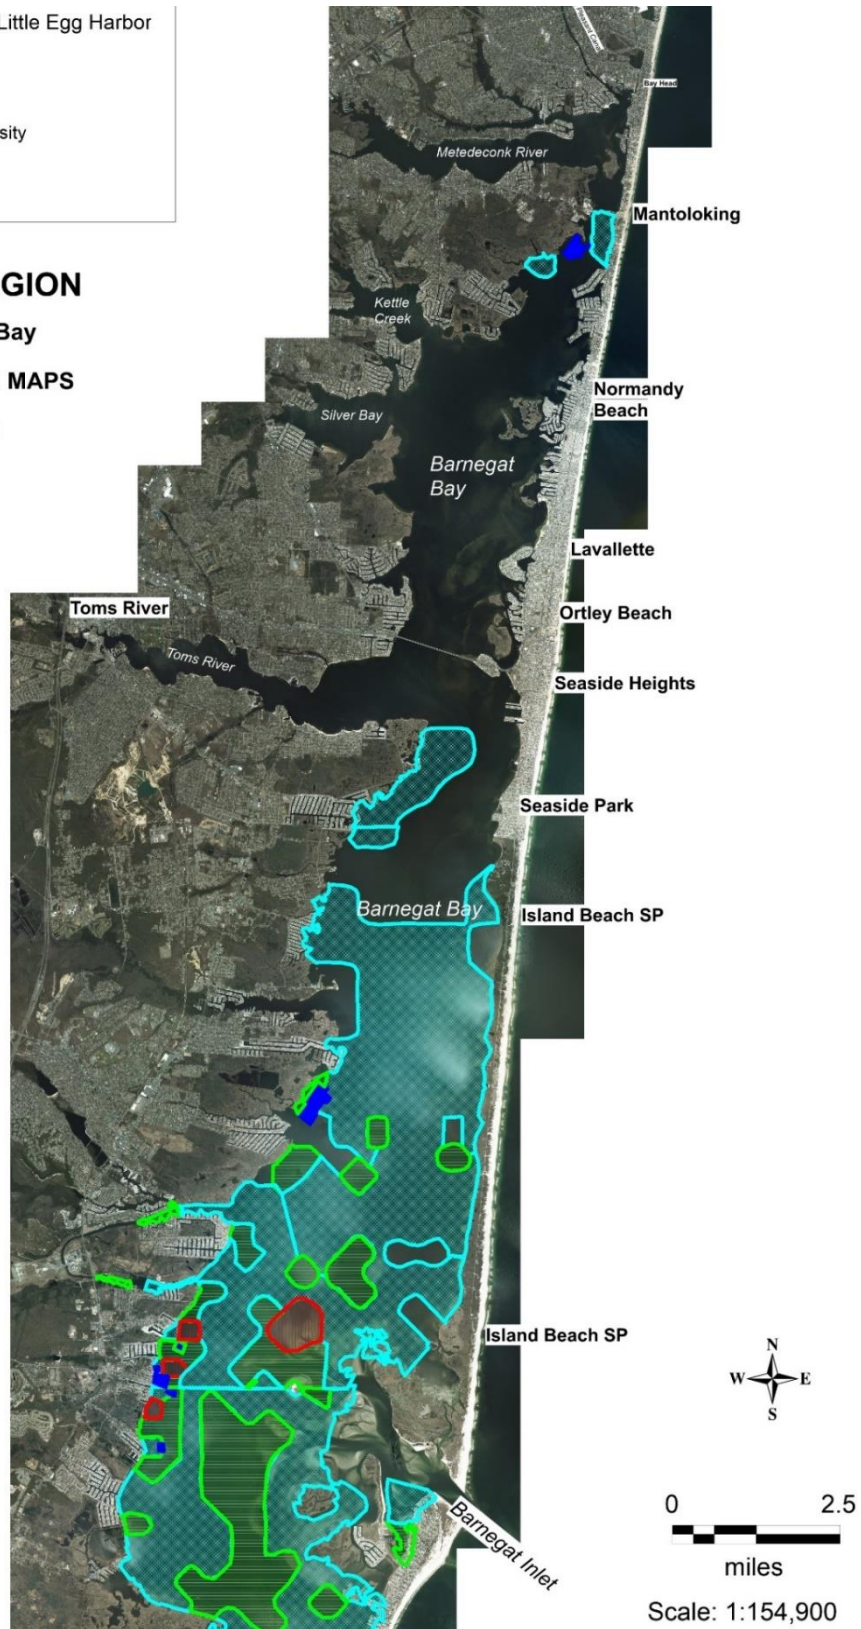 Little Egg Harbor
sity
GION
Bay
MAPS
Bay Head
Metedeconk River
Mantoloking
Kettle
Creek
Normandy
Beach
Silver Bay
Barnegat
Bay
Lavallette
Toms River
Ortley Beach
Toms River
Seaside Heights
Seaside Park
Barnegat Bay
Island Beach SP
Island Beach SP
N
W E
S
Barnegat Inlet
0 2.5
miles
Scale: 1:154,900